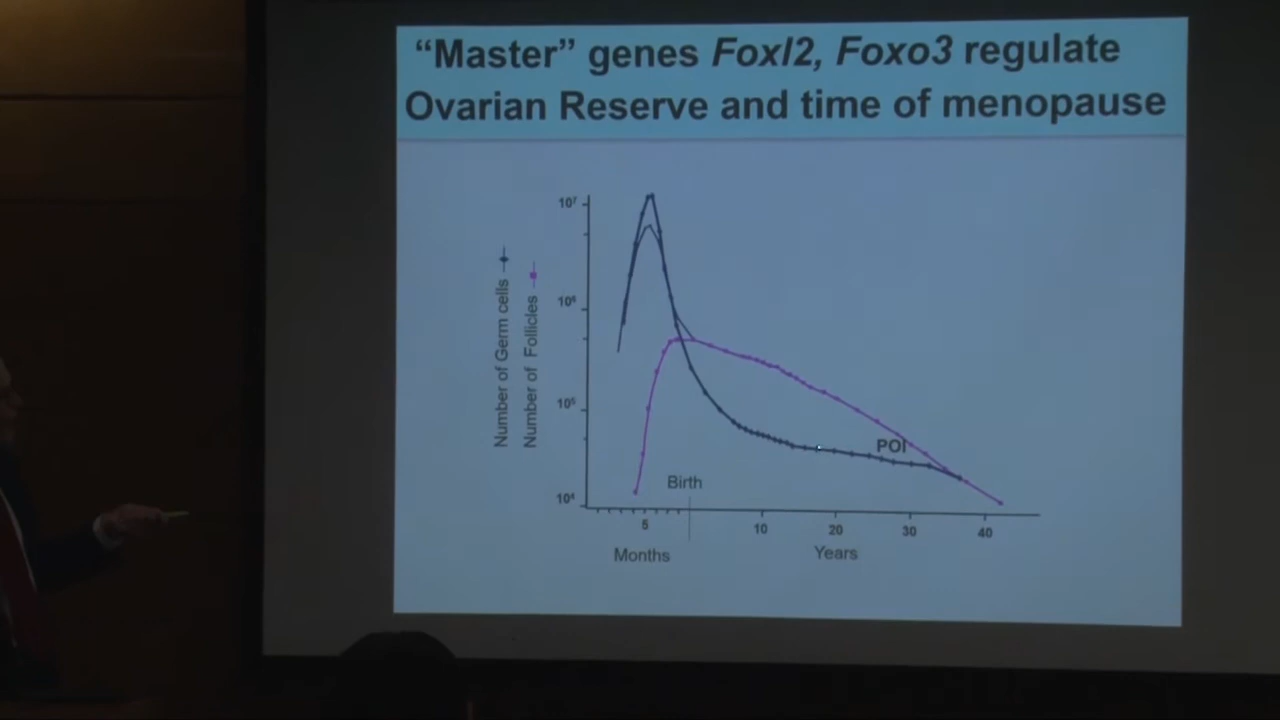 “Master” genes Foxl2, Foxo3 regulate
Ovarian Reserve and time of menopause
Number of Germ cells
Number of Follicles
10⁷
10⁶
10⁵
10⁴
POI
Birth
5
10
20
30
40
Months
Years